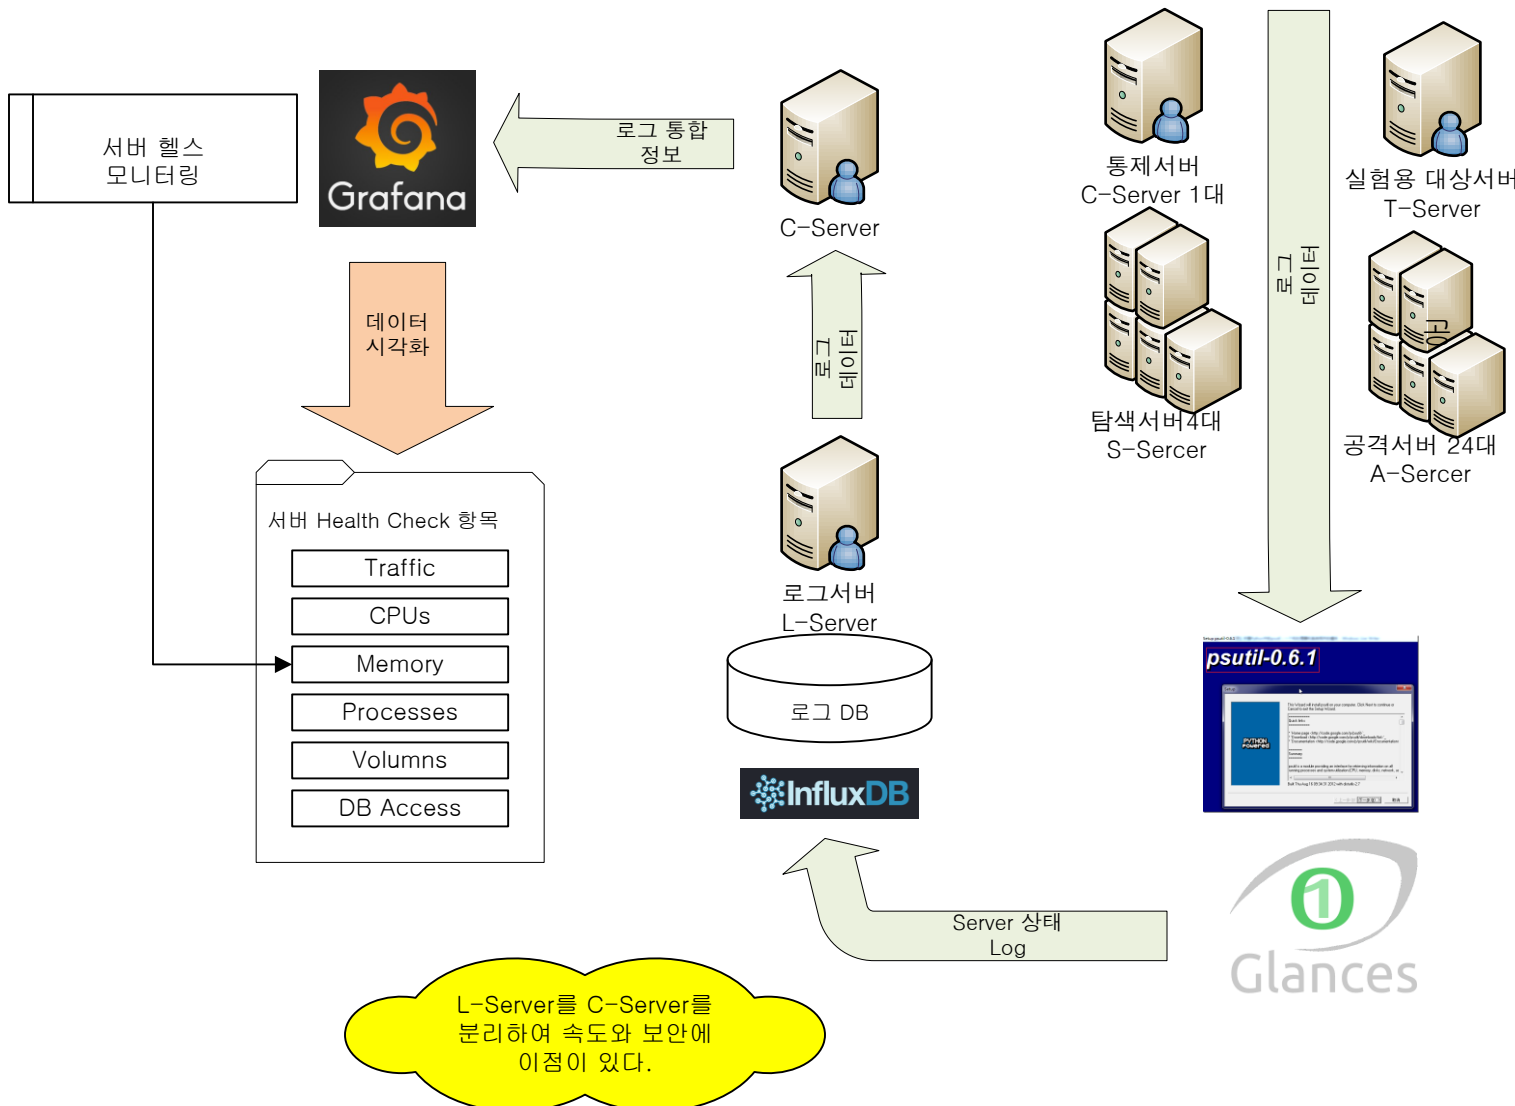 서버 헬스
모니터링
Grafana
로그 통합
정보
C-Server
통제서버
C-Server 1대
실험용 대상서버
T-Server
로그
데이터
탐색서버4대
S-Sercer
공격서버 24대
A-Sercer
데이터
시각화
로그
데이터
서버 Health Check 항목
Traffic
CPUs
Memory
Processes
Volumns
DB Access
로그서버
L-Server
로그 DB
InfluxDB
psutil-0.6.1
PYTHON
powered
Server 상태
Log
Glances
L-Server를 C-Server를
분리하여 속도와 보안에
이점이 있다.